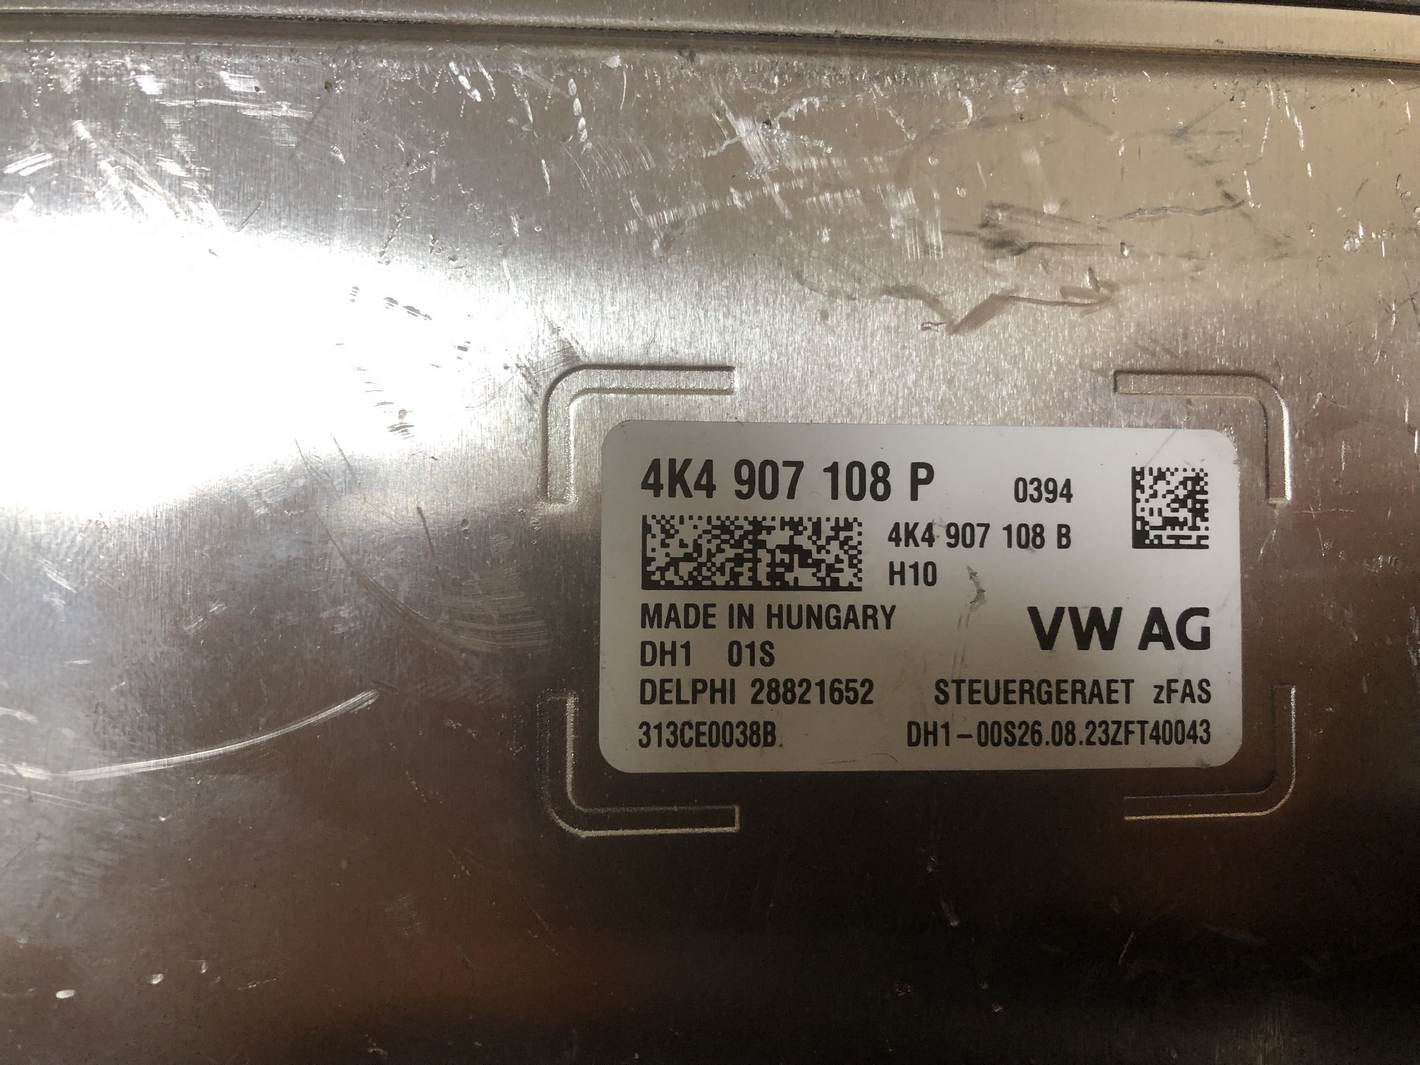 4K4 907 108 P 0394
4K4 907 108 B
H10
MADE IN HUNGARY
VW AG
DH1 01S
DELPHI 28821652 STEUERGERAET zFAS
313CE0038B DH1-00S26.08.23ZFT40043